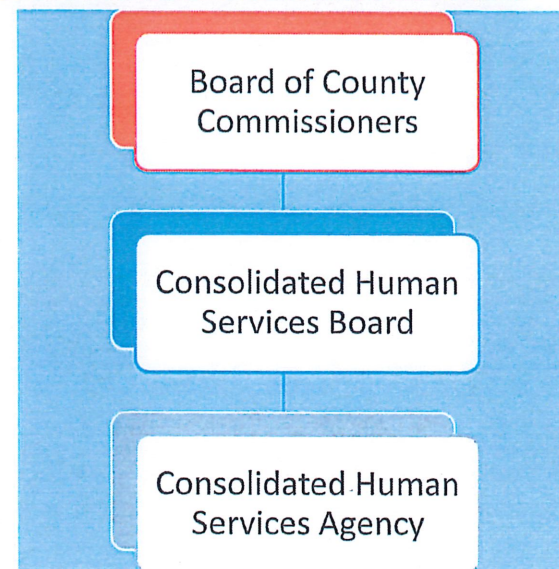 Board of County
Commissioners
Consolidated Human
Services Board
Consolidated Human
Services Agency